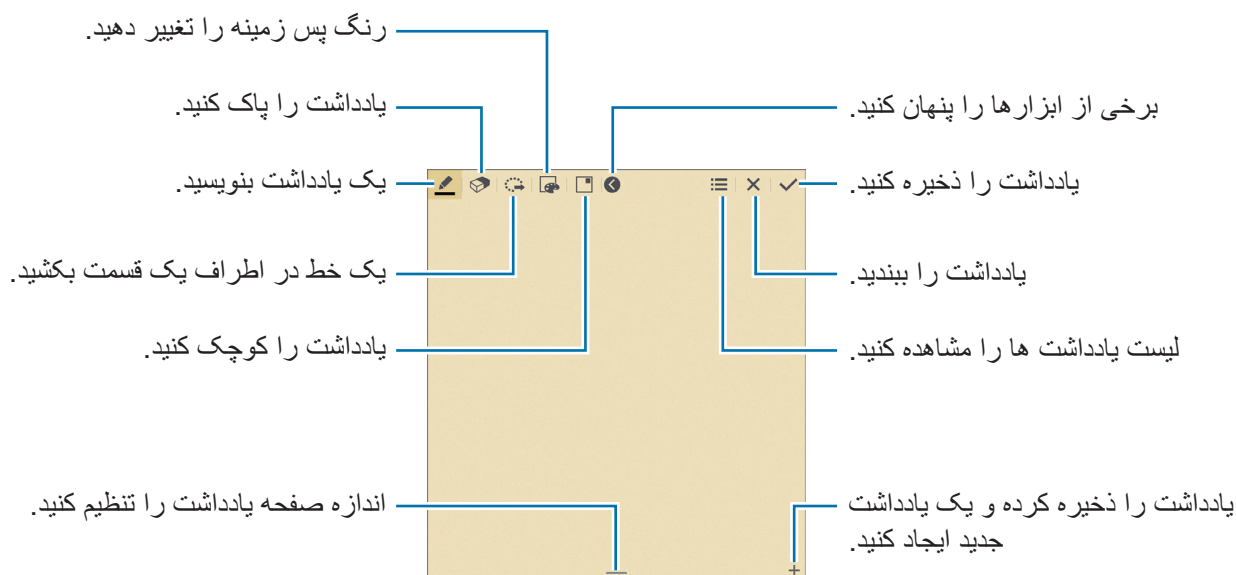 رنگ پس زمینه را تغییر دهید.
یادداشت را پاک کنید.
برخی از ابزارها را پنهان کنید.
یک یادداشت بنویسید.
یادداشت را ذخیره کنید.
یک خط در اطراف یک قسمت بکشید.
یادداشت را ببندید.
یادداشت را کوچک کنید.
لیست یادداشت ها را مشاهده کنید.
اندازه صفحه یادداشت را تنظیم کنید.
یادداشت را ذخیره کرده و یک یادداشت
جدید ایجاد کنید.